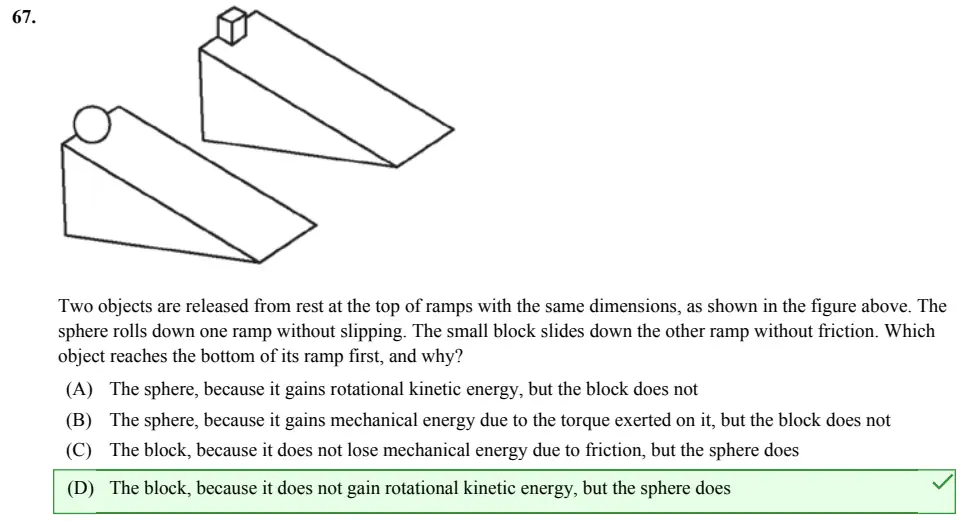 67.
Two objects are released from rest at the top of ramps with the same dimensions, as shown in the figure above. The
sphere rolls down one ramp without slipping. The small block slides down the other ramp without friction. Which
object reaches the bottom of its ramp first, and why?
(A) The sphere, because it gains rotational kinetic energy, but the block does not
(B) The sphere, because it gains mechanical energy due to the torque exerted on it, but the block does not
(C) The block, because it does not lose mechanical energy due to friction, but the sphere does
(D) The block, because it does not gain rotational kinetic energy, but the sphere does